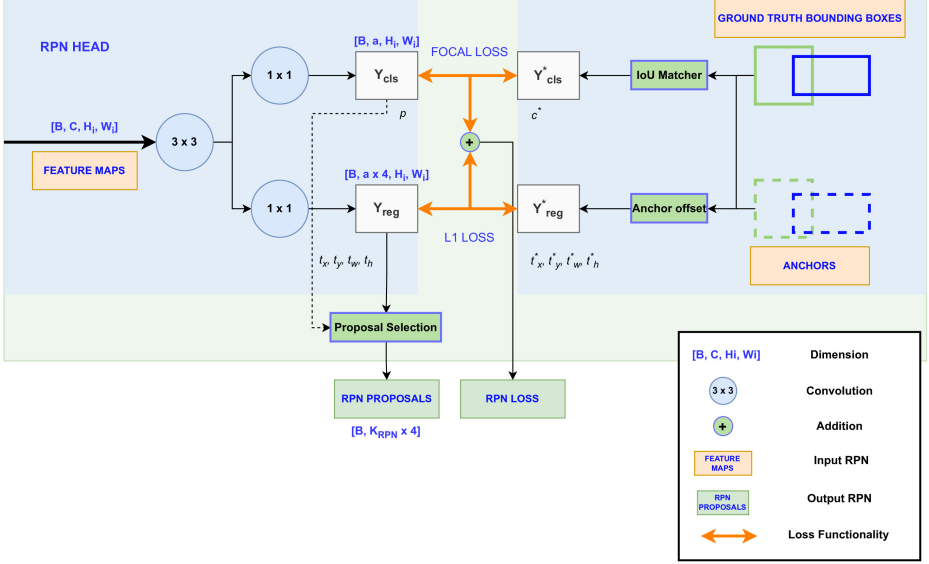 GROUND TRUTH BOUNDING BOXES
RPN HEAD
[B, a, Hi, Wi]
FOCAL LOSS
1 x 1
Ycls
Y*cls
IoU Matcher
p
c*
[B, C, Hi, Wi]
3 x 3
+
FEATURE MAPS
[B, a x 4, Hi, Wi]
1 x 1
Yreg
Y*reg
Anchor offset
L1 LOSS
tx, ty, tw, th
t*x, t*y, t*w, t*h
ANCHORS
Proposal Selection
RPN PROPOSALS
RPN LOSS
[B, KRPN x 4]
[B, C, Hi, Wi]
Dimension
3 x 3
Convolution
+
Addition
FEATURE
MAPS
Input RPN
RPN
PROPOSALS
Output RPN
Loss Functionality